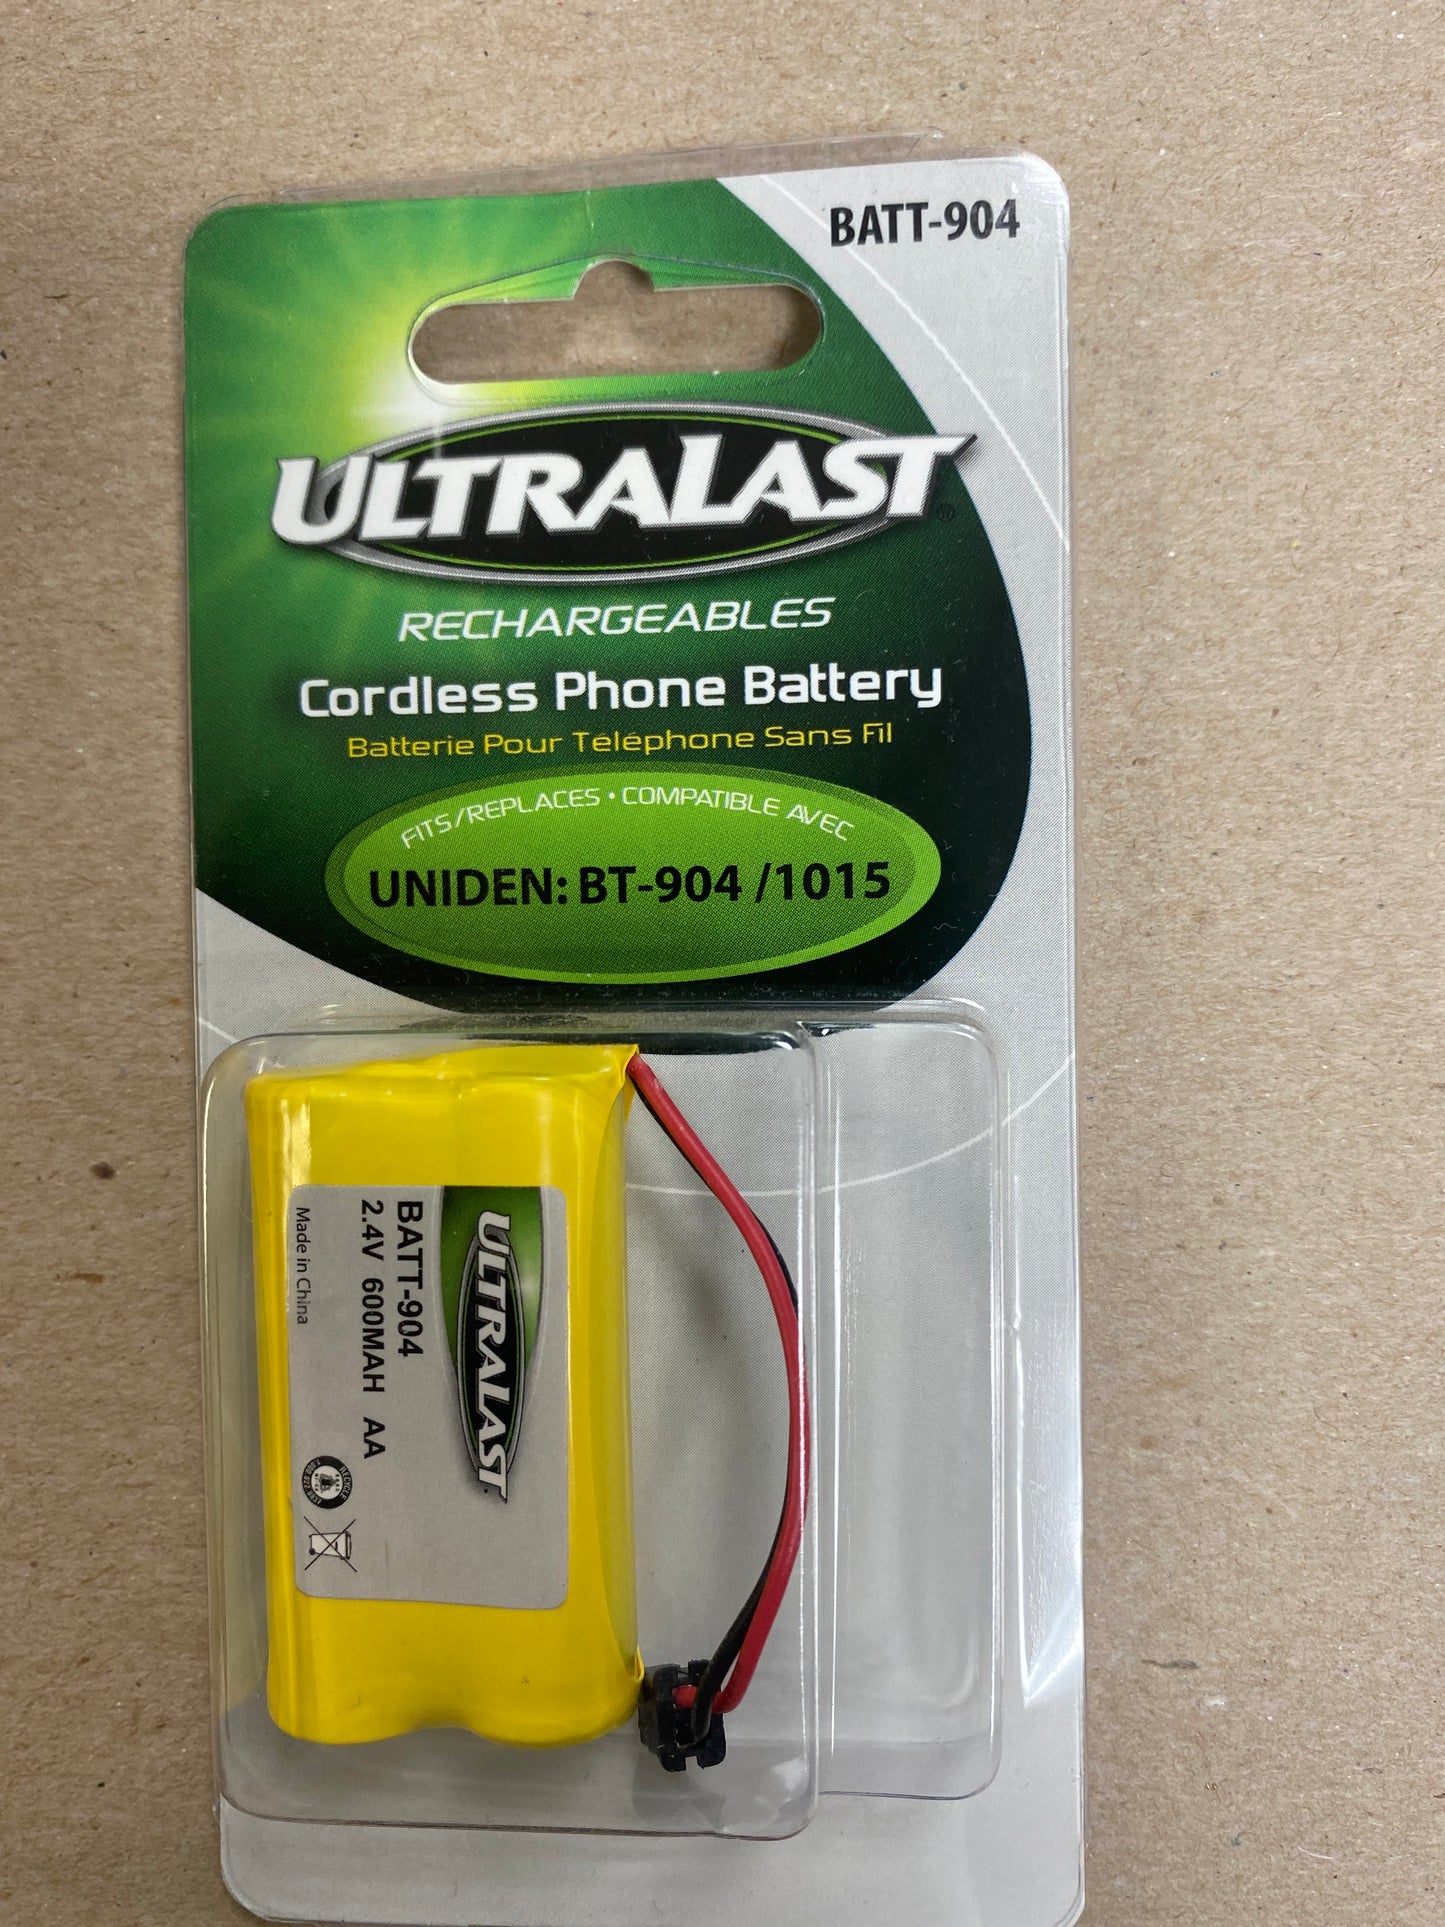 BATT-904
ULTRALAST®
RECHARGEABLES
Cordless Phone Battery
Batterie Pour Téléphone Sans Fil
FITS/REPLACES • COMPATIBLE AVEC
UNIDEN: BT-904 /1015
ULTRALAST
BATT-904
2.4V 600MAH AA
Made in China